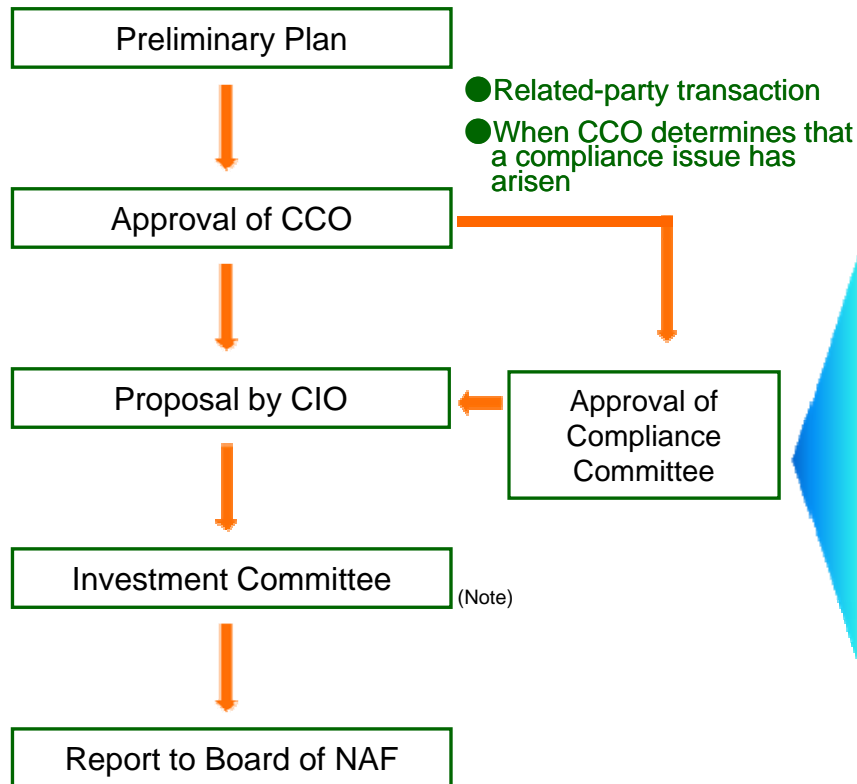 Preliminary Plan
●Related-party transaction
●When CCO determines that
a compliance issue has
arisen
Approval of CCO
Proposal by CIO
Approval of
Compliance
Committee
Investment Committee
(Note)
Report to Board of NAF